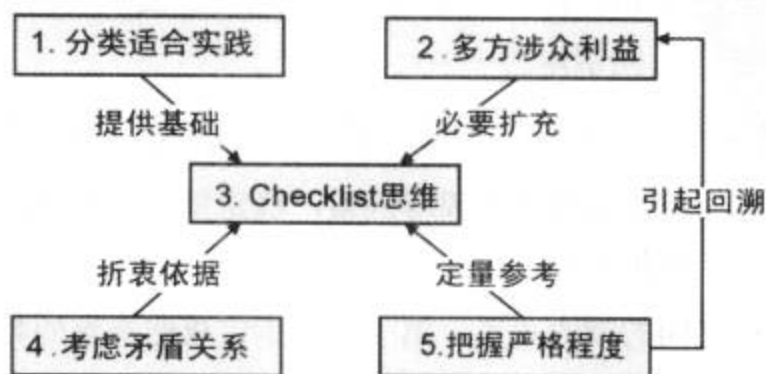 1. 分类适合实践
2.多方涉众利益
提供基础
必要扩充
3. Checklist思维
引起回溯
折衷依据
定量参考
4.考虑矛盾关系
5.把握严格程度